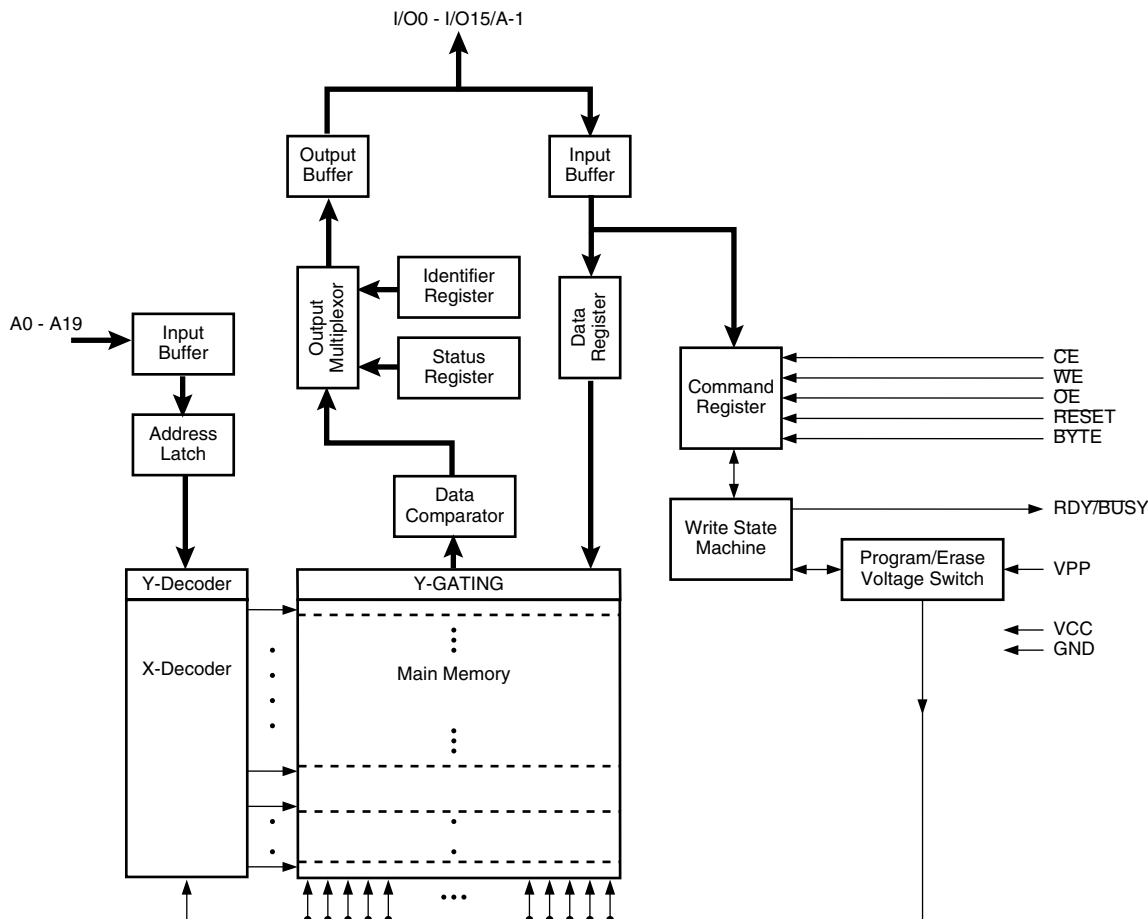 I/O0 - I/O15/A-1
Output
Buffer
Input
Buffer
Identifier
Register
Output
Multiplexor
Data
Register
A0 - A19
Input
Buffer
Status
Register
Command
Register
CE
WE
OE
RESET
BYTE
Address
Latch
Data
Comparator
Write State
Machine
RDY/BUSY
Program/Erase
Voltage Switch
VPP
Y-Decoder
Y-GATING
VCC
GND
X-Decoder
Main Memory